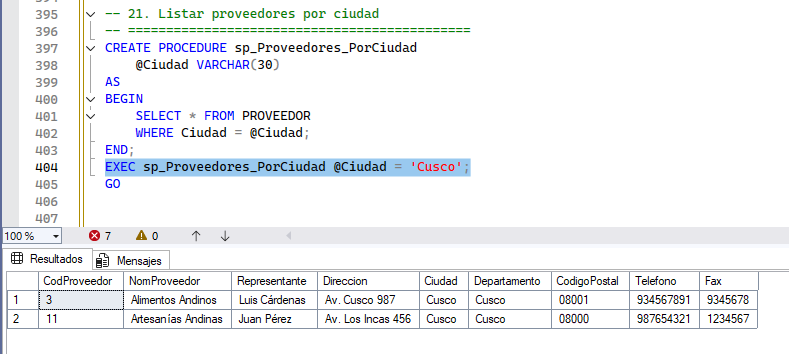 395 -- 21. Listar proveedores por ciudad
396 -- =============================================
397 CREATE PROCEDURE sp_Proveedores_PorCiudad
398 @Ciudad VARCHAR(30)
399 AS
400 BEGIN
401 SELECT * FROM PROVEEDOR
402 WHERE Ciudad = @Ciudad;
403 END;
404 EXEC sp_Proveedores_PorCiudad @Ciudad = 'Cusco';
405 GO
406
407
100 % 7 0
Resultados Mensajes
CodProveedor NomProveedor Representante Direccion Ciudad Departamento CodigoPostal Telefono Fax
1 3 Alimentos Andinos Luis Cárdenas Av. Cusco 987 Cusco Cusco 08001 934567891 9345678
2 11 Artesanías Andinas Juan Pérez Av. Los Incas 456 Cusco Cusco 08000 987654321 1234567